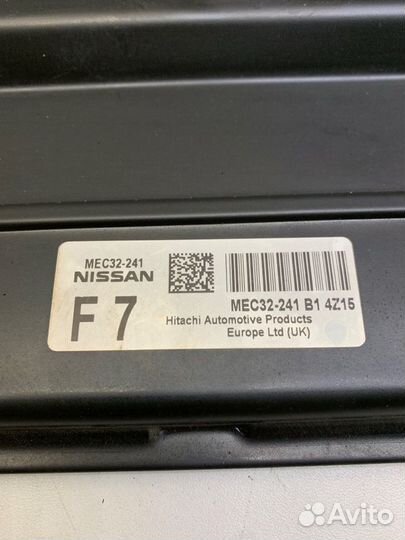 MEC32-241
NISSAN
F 7
MEC32-241 B1 4Z15
Hitachi Automotive Products
Europe Ltd (UK)
Avito